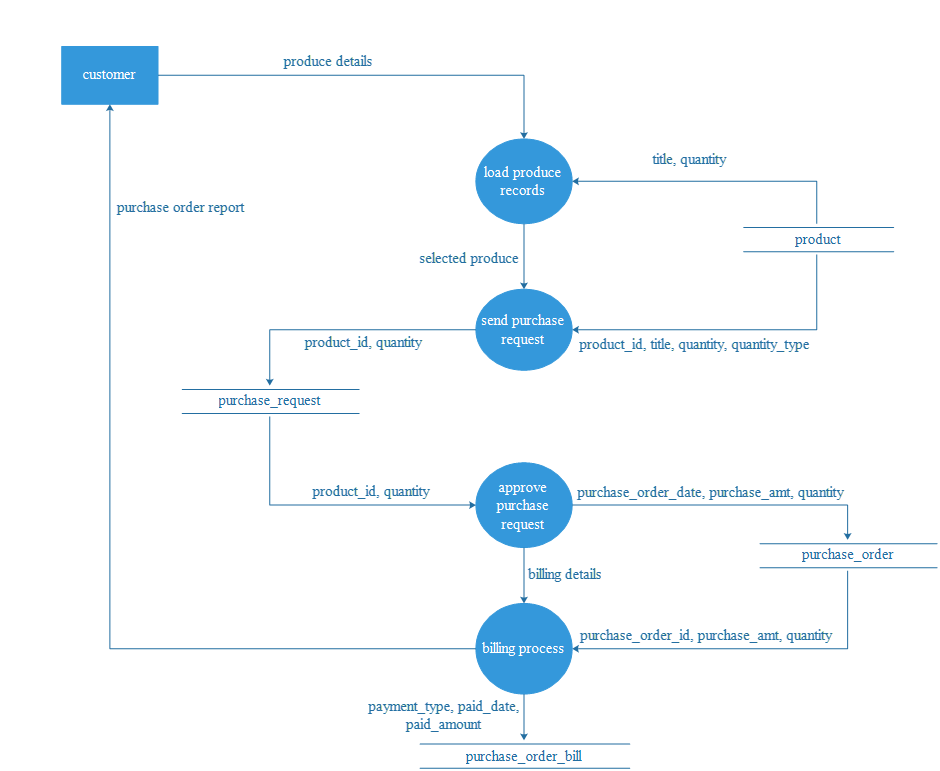 produce details
customer
load produce
records
title, quantity
purchase order report
product
selected produce
send purchase
request
product_id, quantity
product_id, title, quantity, quantity_type
purchase_request
product_id, quantity
approve
purchase
request
purchase_order_date, purchase_amt, quantity
purchase_order
billing details
purchase_order_id, purchase_amt, quantity
billing process
payment_type, paid_date,
paid_amount
purchase_order_bill